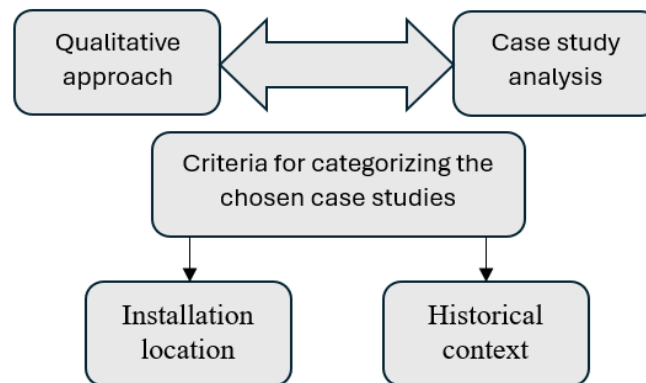 Qualitative
approach
Case study
analysis
Criteria for categorizing the
chosen case studies
Installation
location
Historical
context